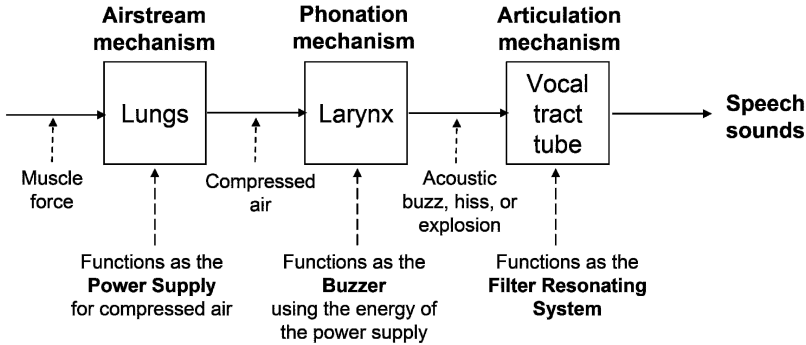 Airstream
mechanism
Phonation
mechanism
Articulation
mechanism
Lungs
Larynx
Vocal
tract
tube
Speech
sounds
Muscle
force
Compressed
air
Acoustic
buzz, hiss, or
explosion
Functions as the
Power Supply
for compressed air
Functions as the
Buzzer
using the energy of
the power supply
Functions as the
Filter Resonating
System